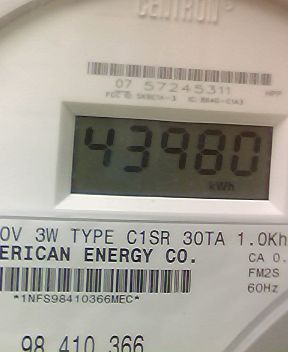 CENTRON®
07 57245311
43980
kWh
0V 3W TYPE C1SR 30TA 1.0Kh
ERICAN ENERGY CO.
CA 0.
FM2S
*1NFS98410366MEC*
60Hz
98 410 366